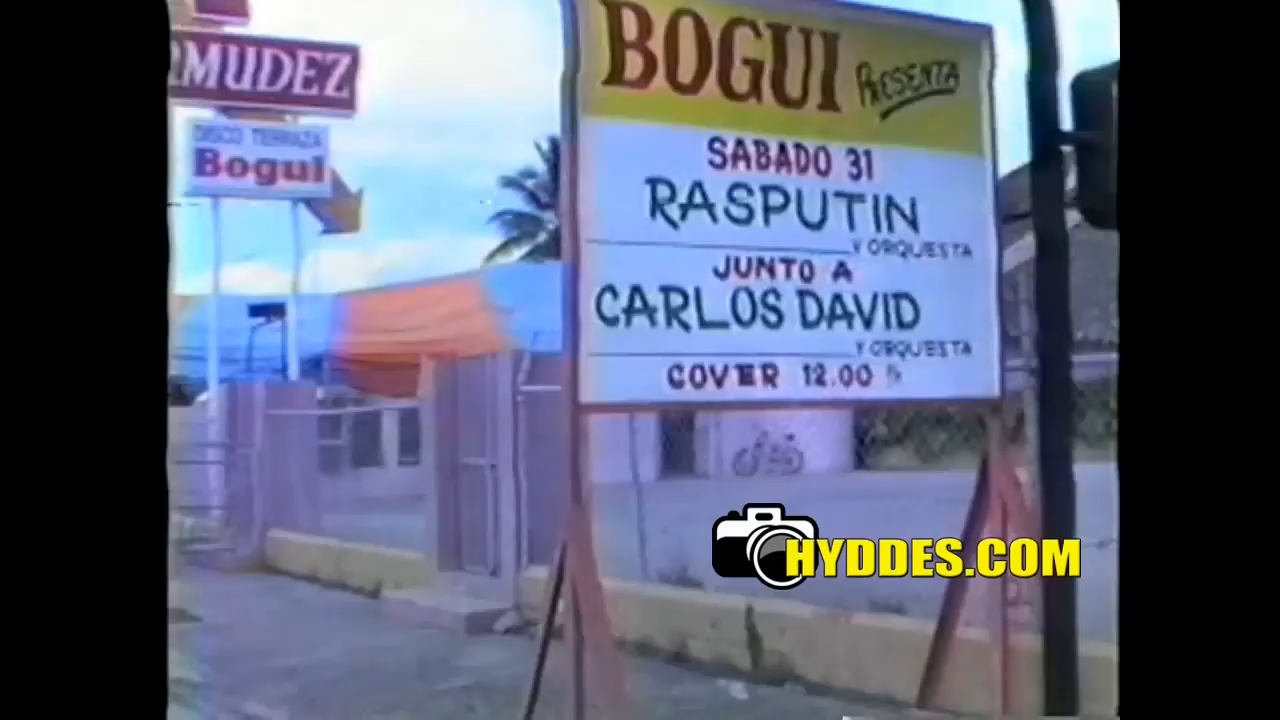 RMUDEZ
DISCO TERRAZA
Bogui
BOGUI PRESENTA
SABADO 31
RASPUTIN
Y ORQUESTA
JUNTO A
CARLOS DAVID
Y ORQUESTA
COVER 12.00
HYDDES.COM